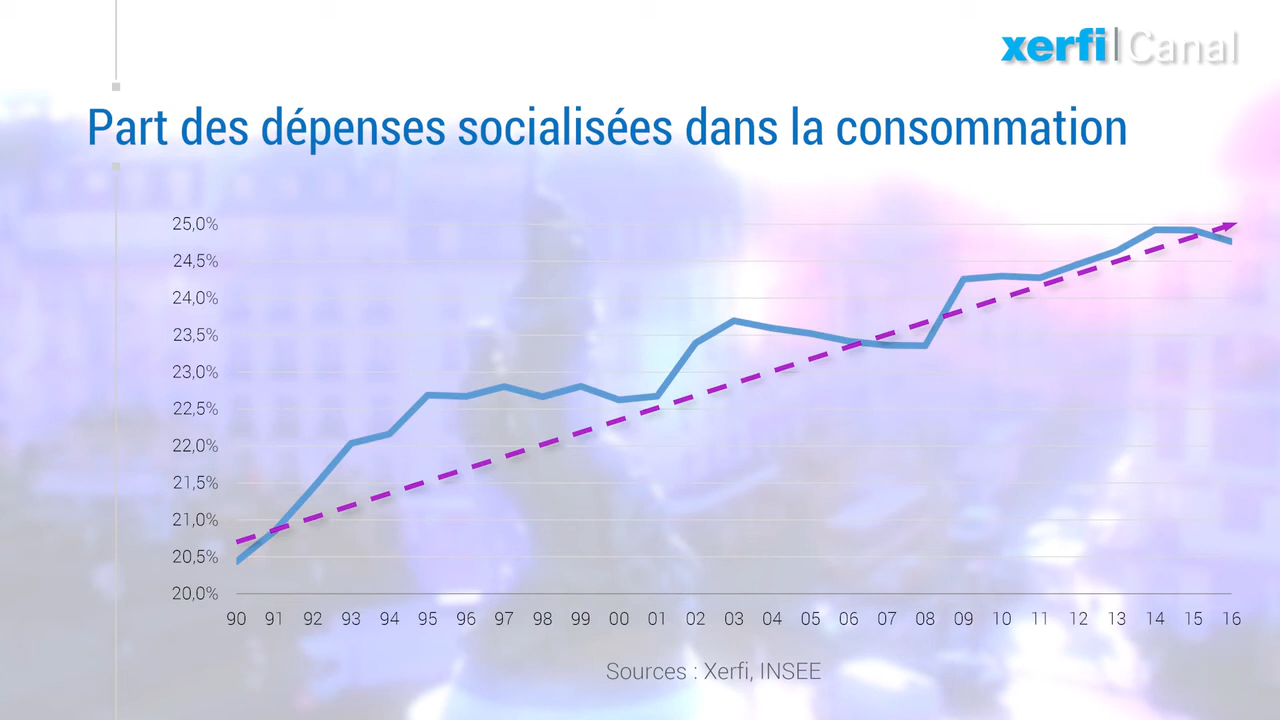 xerfi|Canal
Part des dépenses socialisées dans la consommation
25,0%
24,5%
24,0%
23,5%
23,0%
22,5%
22,0%
21,5%
21,0%
20,5%
20,0%
90 91 92 93 94 95 96 97 98 99 00 01 02 03 04 05 06 07 08 09 10 11 12 13 14 15 16
Sources : Xerfi, INSEE